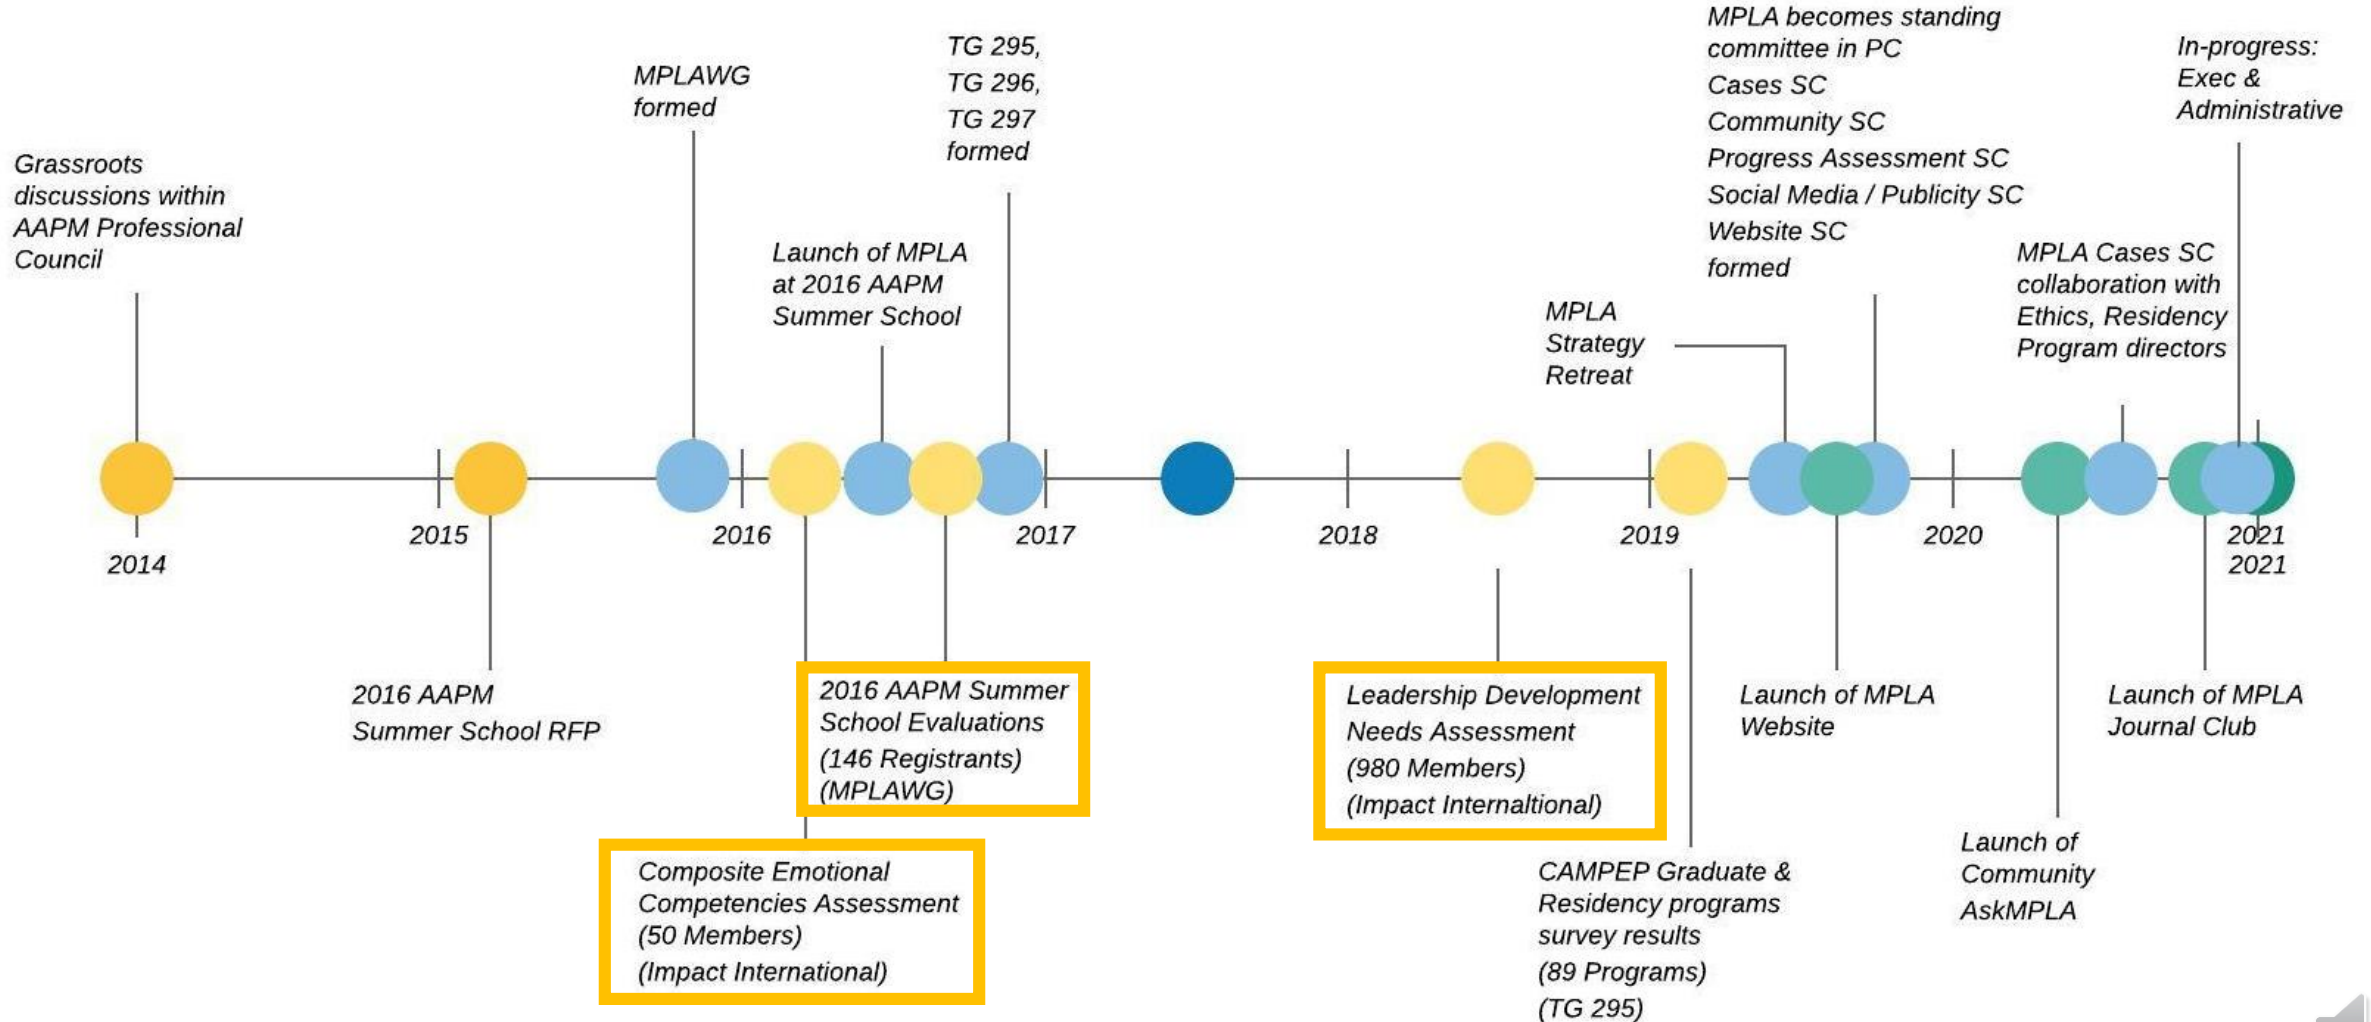 Grassroots
discussions within
AAPM Professional
Council
MPLAWG
formed
Launch of MPLA
at 2016 AAPM
Summer School
TG 295,
TG 296,
TG 297
formed
MPLA
Strategy
Retreat
MPLA becomes standing
committee in PC
Cases SC
Community SC
Progress Assessment SC
Social Media / Publicity SC
Website SC
formed
MPLA Cases SC
collaboration with
Ethics, Residency
Program directors
In-progress:
Exec &
Administrative
2014
2015
2016
2017
2018
2019
2020
2021
2021
2016 AAPM
Summer School RFP
Composite Emotional
Competencies Assessment
(50 Members)
(Impact International)
2016 AAPM Summer
School Evaluations
(146 Registrants)
(MPLAWG)
Leadership Development
Needs Assessment
(980 Members)
(Impact Internaltional)
CAMPEP Graduate &
Residency programs
survey results
(89 Programs)
(TG 295)
Launch of MPLA
Website
Launch of
Community
AskMPLA
Launch of MPLA
Journal Club